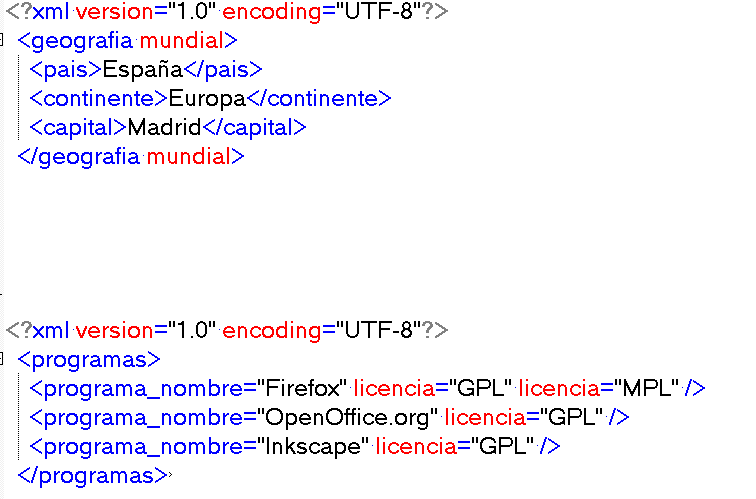 <?xml version="1.0" encoding="UTF-8"?>
<geografia mundial>
<pais>España</pais>
<continente>Europa</continente>
<capital>Madrid</capital>
</geografia mundial>
<?xml version="1.0" encoding="UTF-8"?>
<programas>
<programa_nombre="Firefox" licencia="GPL" licencia="MPL" />
<programa_nombre="OpenOffice.org" licencia="GPL" />
<programa_nombre="Inkscape" licencia="GPL" />
</programas>